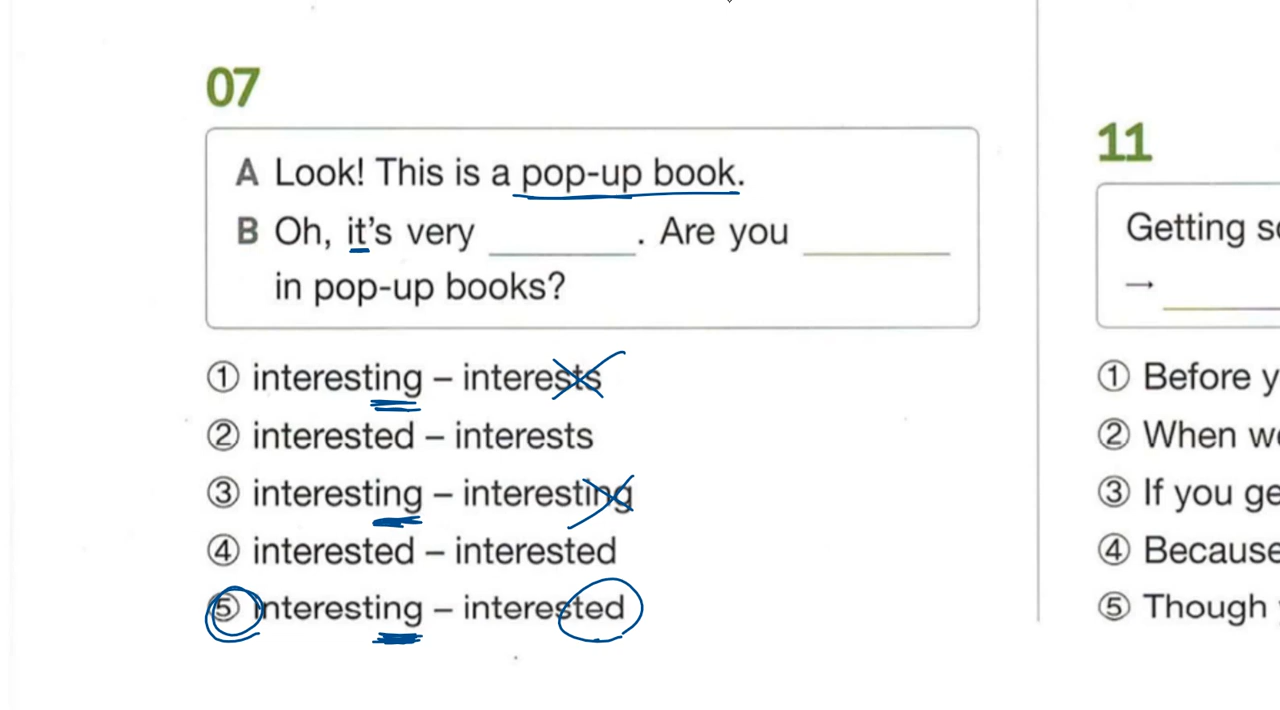 07
A Look! This is a pop-up book.
B Oh, it's very ________. Are you ________
in pop-up books?
① interesting – interests
② interested – interests
③ interesting – interesting
④ interested – interested
⑤ interesting – interested
11
Getting
→ ________
① Before
② When
③ If you
④ Because
⑤ Though